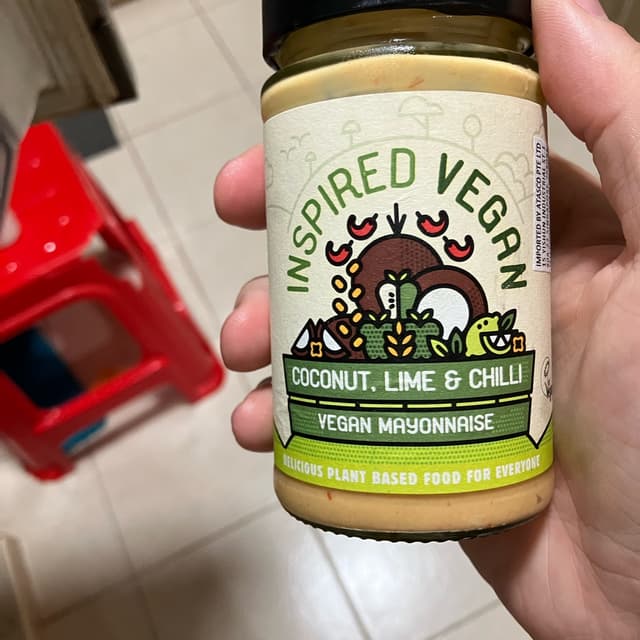 INSPIRED VEGAN
COCONUT, LIME & CHILLI
VEGAN MAYONNAISE
DELICIOUS PLANT BASED FOOD FOR EVERYONE
IMPORTED BY ATASCO PTE LTD